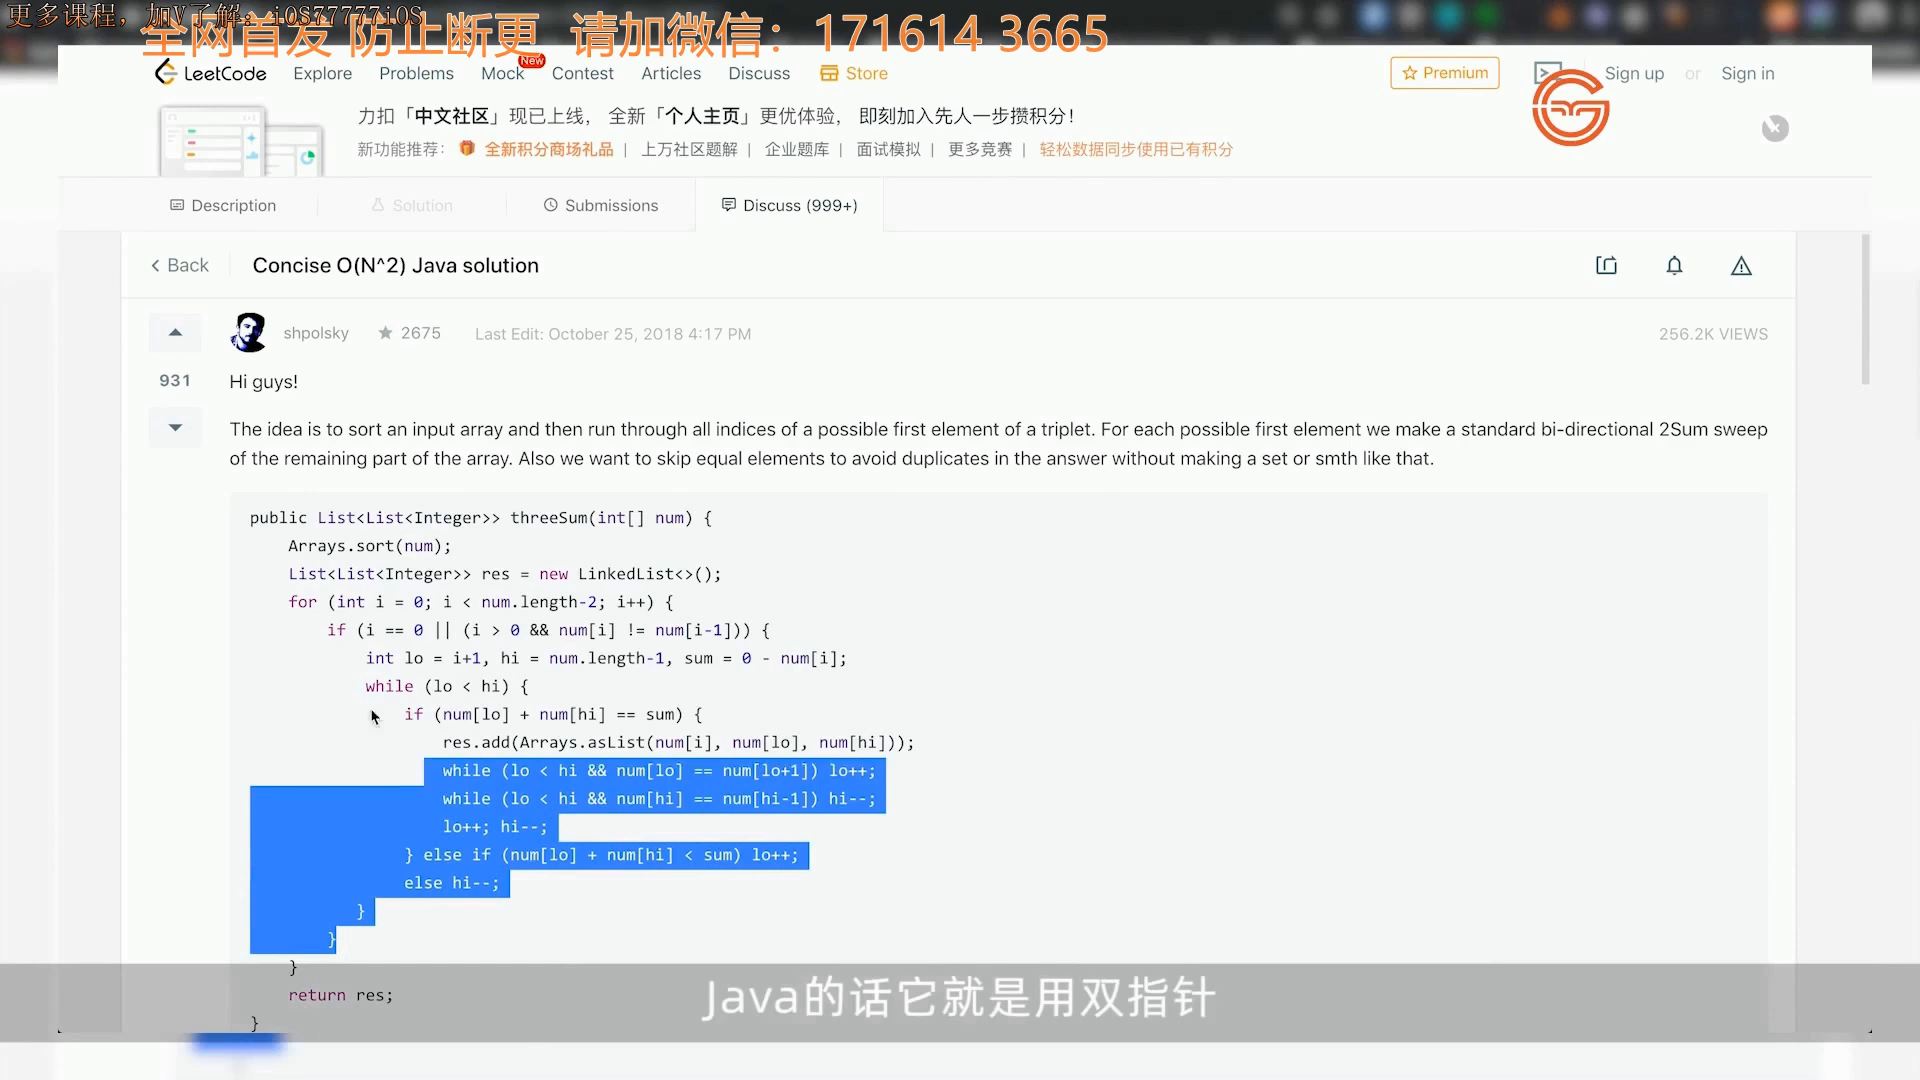 更多课程，加V了解：i0S77777i0S
全网首发 防止断更 请加微信：171614 3665
LeetCode Explore Problems Mock New Contest Articles Discuss Store Premium Sign up or Sign in
力扣「中文社区」现已上线， 全新「个人主页」更优体验， 即刻加入先人一步攒积分！
新功能推荐： 全新积分商场礼品 | 上万社区题解 | 企业题库 | 面试模拟 | 更多竞赛 | 轻松数据同步使用已有积分
Description Solution Submissions Discuss (999+)
Back Concise O(N^2) Java solution
shpolsky ★ 2675 Last Edit: October 25, 2018 4:17 PM 256.2K VIEWS
931
Hi guys!
The idea is to sort an input array and then run through all indices of a possible first element of a triplet. For each possible first element we make a standard bi-directional 2Sum sweep
of the remaining part of the array. Also we want to skip equal elements to avoid duplicates in the answer without making a set or smth like that.
public List<List<Integer>> threeSum(int[] num) {
    Arrays.sort(num);
    List<List<Integer>> res = new LinkedList<>();
    for (int i = 0; i < num.length-2; i++) {
        if (i == 0 || (i > 0 && num[i] != num[i-1])) {
            int lo = i+1, hi = num.length-1, sum = 0 - num[i];
            while (lo < hi) {
                if (num[lo] + num[hi] == sum) {
                    res.add(Arrays.asList(num[i], num[lo], num[hi]));
                    while (lo < hi && num[lo] == num[lo+1]) lo++;
                    while (lo < hi && num[hi] == num[hi-1]) hi--;
                    lo++; hi--;
                } else if (num[lo] + num[hi] < sum) lo++;
                else hi--;
            }
        }
    }
    return res;
}
Java的话它就是用双指针